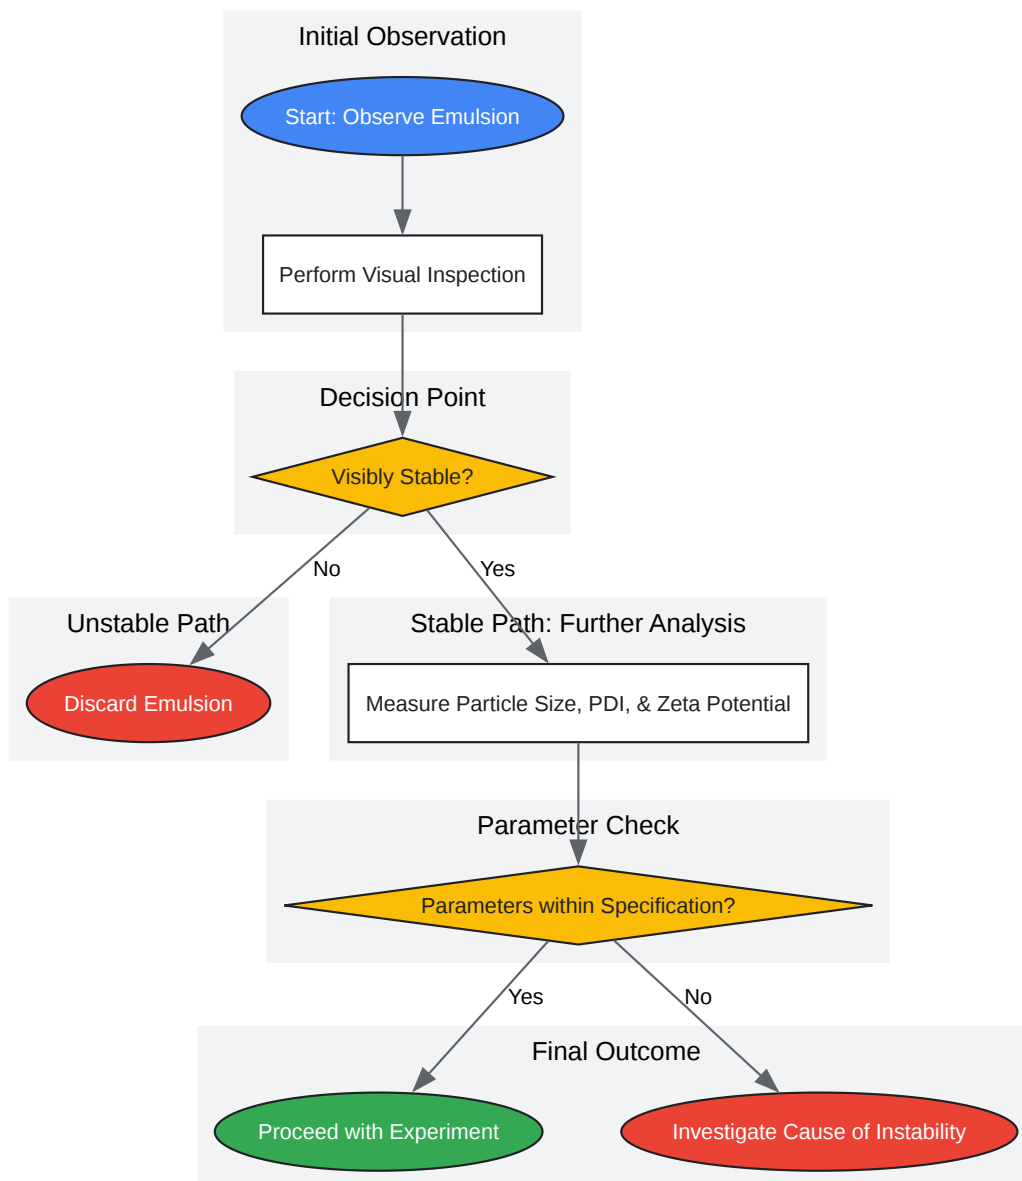 Initial Observation
Start: Observe Emulsion
Perform Visual Inspection
Decision Point
Visibly Stable?
No
Yes
Unstable Path
Stable Path: Further Analysis
Discard Emulsion
Measure Particle Size, PDI, & Zeta Potential
Parameter Check
Parameters within Specification?
Yes
No
Final Outcome
Proceed with Experiment
Investigate Cause of Instability